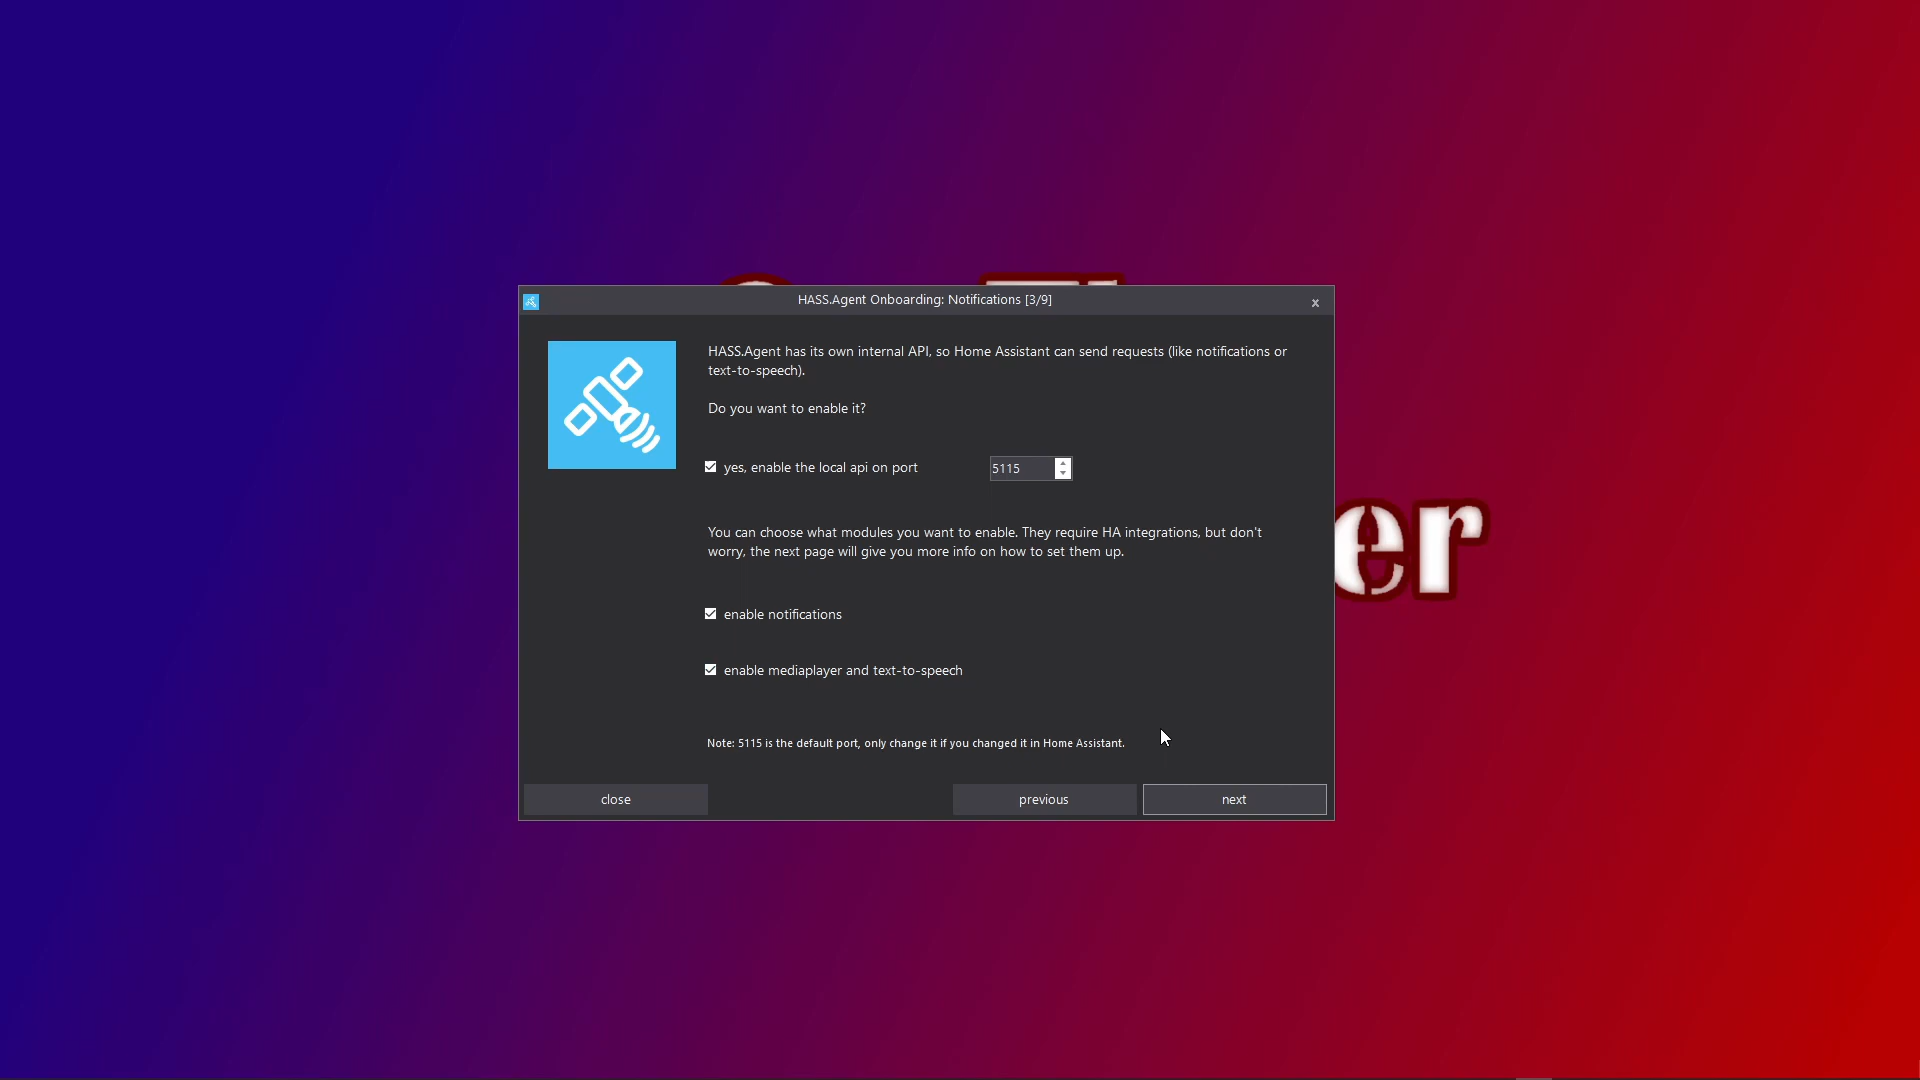 HASS.Agent Onboarding: Notifications [3/9]
x
HASS.Agent has its own internal API, so Home Assistant can send requests (like notifications or
text-to-speech).
Do you want to enable it?
yes, enable the local api on port
5115
er
You can choose what modules you want to enable. They require HA integrations, but don't
worry, the next page will give you more info on how to set them up.
enable notifications
enable mediaplayer and text-to-speech
Note: 5115 is the default port, only change it if you changed it in Home Assistant.
close
previous
next